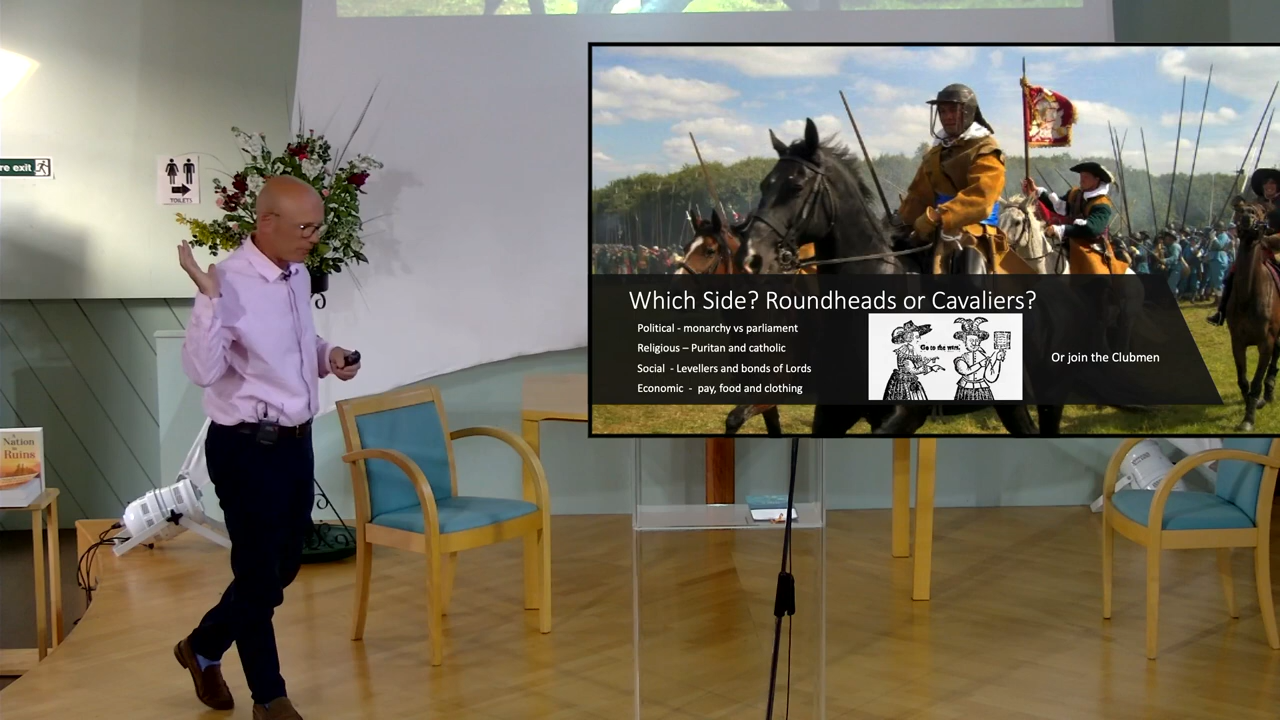 re exit
TOILETS
Nation
Ruins
Which Side? Roundheads or Cavaliers?
Political - monarchy vs parliament
Religious – Puritan and catholic
Social - Levellers and bonds of Lords
Economic - pay, food and clothing
Go to the wars.
Or join the Clubmen